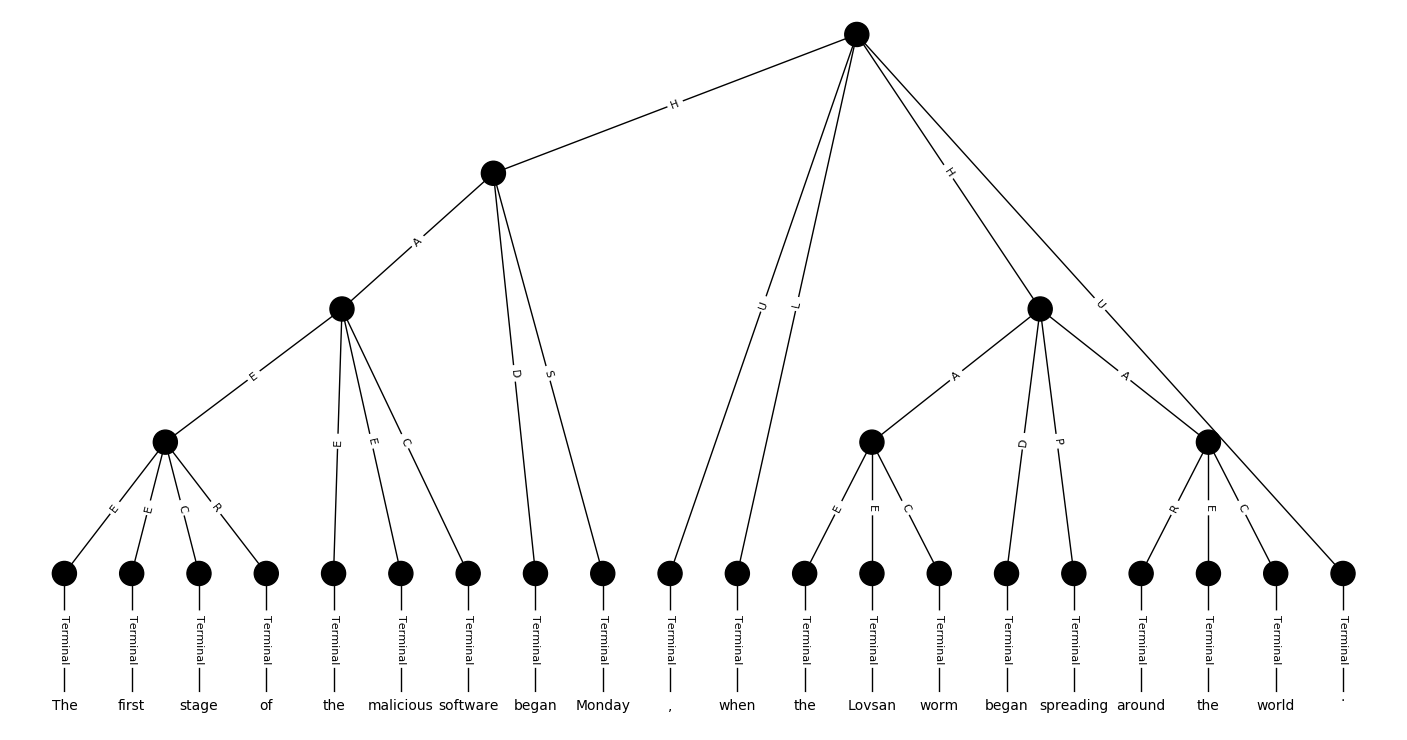 H
A
H
U
L
U
E
D
S
A
A
E
E
C
D
P
E
E
C
R
E
E
C
R
E
C
Terminal Terminal Terminal Terminal Terminal Terminal Terminal Terminal Terminal Terminal Terminal Terminal Terminal Terminal Terminal Terminal Terminal Terminal Terminal Terminal
The first stage of the malicious software began Monday , when the Lovsan worm began spreading around the world .